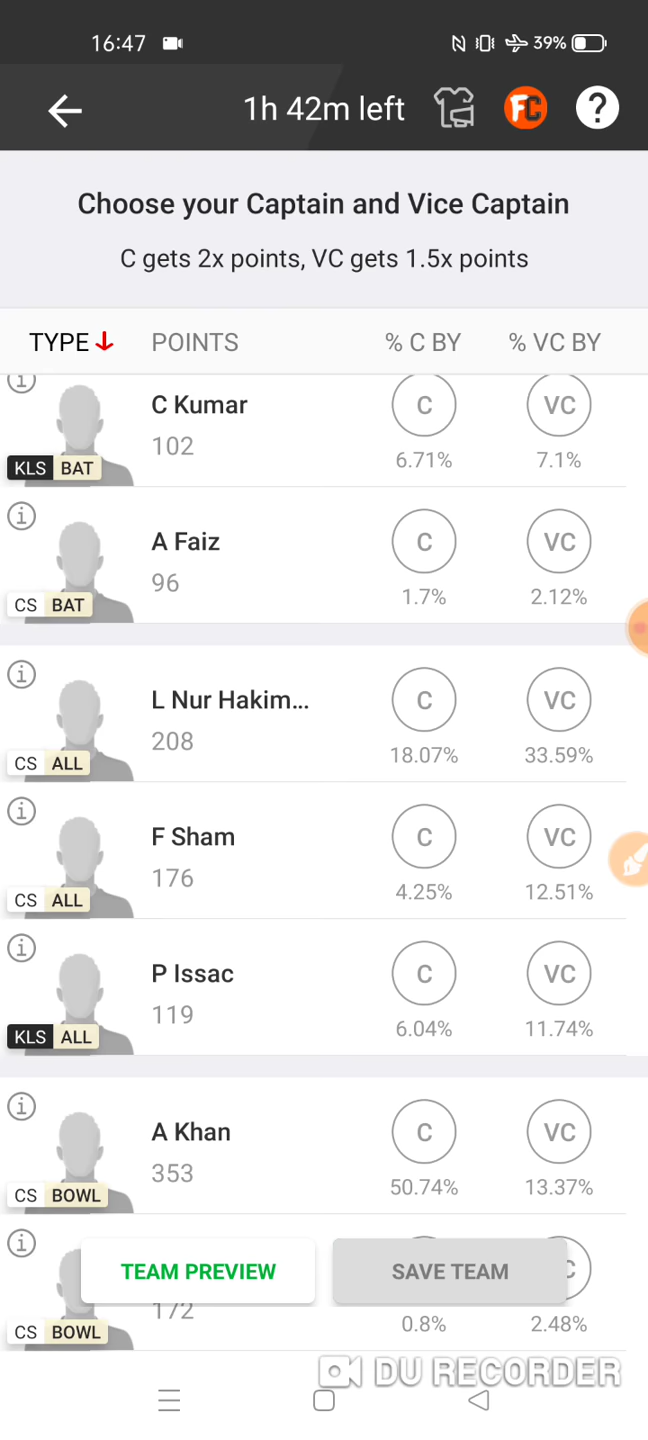 16:47
39%
1h 42m left
FC
?
Choose your Captain and Vice Captain
C gets 2x points, VC gets 1.5x points
TYPE POINTS % C BY % VC BY
C Kumar
102
C VC
6.71% 7.1%
KLS BAT
A Faiz
96
C VC
1.7% 2.12%
CS BAT
L Nur Hakim...
208
C VC
18.07% 33.59%
CS ALL
F Sham
176
C VC
4.25% 12.51%
CS ALL
P Issac
119
C VC
6.04% 11.74%
KLS ALL
A Khan
353
C VC
50.74% 13.37%
CS BOWL
TEAM PREVIEW SAVE TEAM
172
0.8% 2.48%
CS BOWL
DU RECORDER